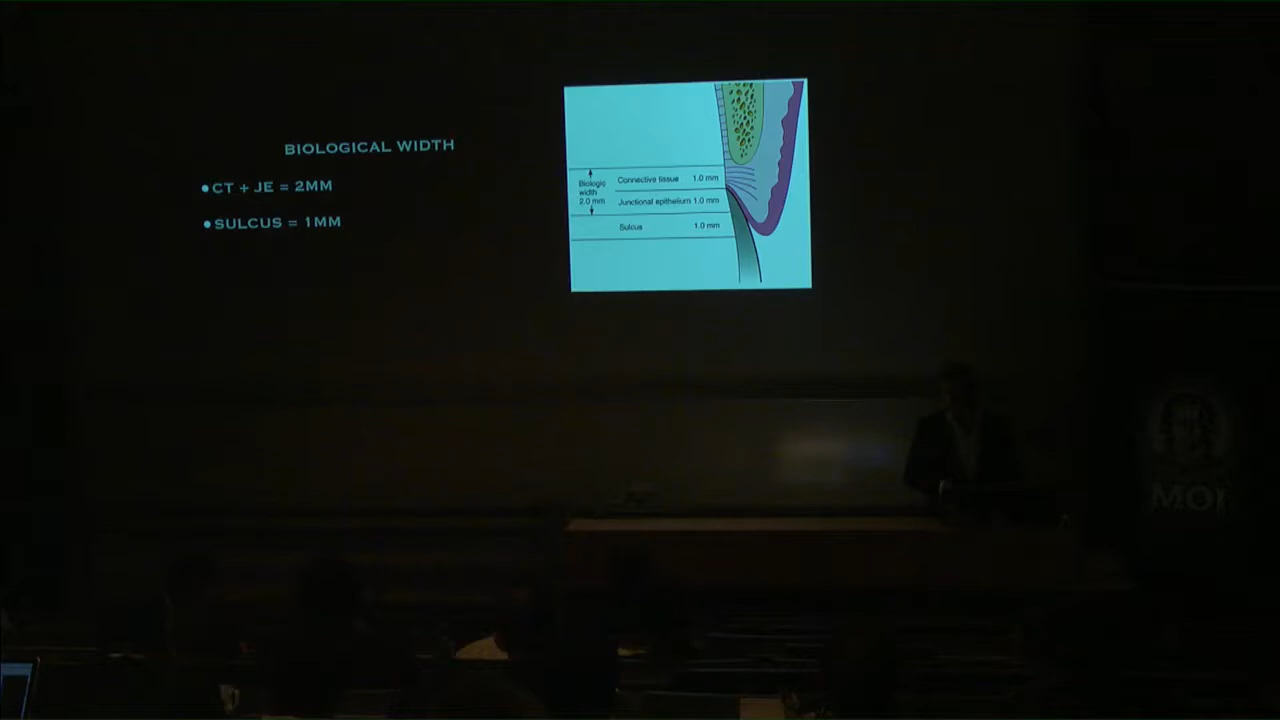 BIOLOGICAL WIDTH
CT + JE = 2MM
SULCUS = 1MM
Biologic
width
2.0 mm
Connective tissue 1.0 mm
Junctional epithelium 1.0 mm
Sulcus 1.0 mm